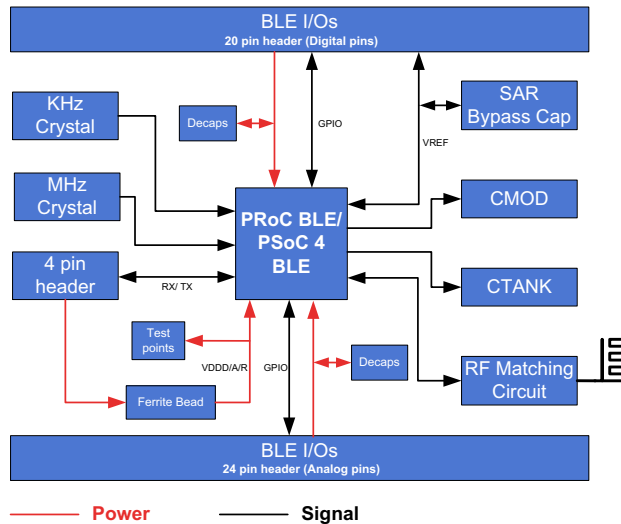 BLE I/Os
20 pin header (Digital pins)
KHz
Crystal
Decaps
GPIO
SAR
Bypass Cap
VREF
MHz
Crystal
PRoC BLE/
PSoC 4
BLE
CMOD
4 pin
header
RX/ TX
CTANK
Test
points
VDDD/A/R
GPIO
Decaps
RF Matching
Circuit
Ferrite Bead
BLE I/Os
24 pin header (Analog pins)
Power
Signal